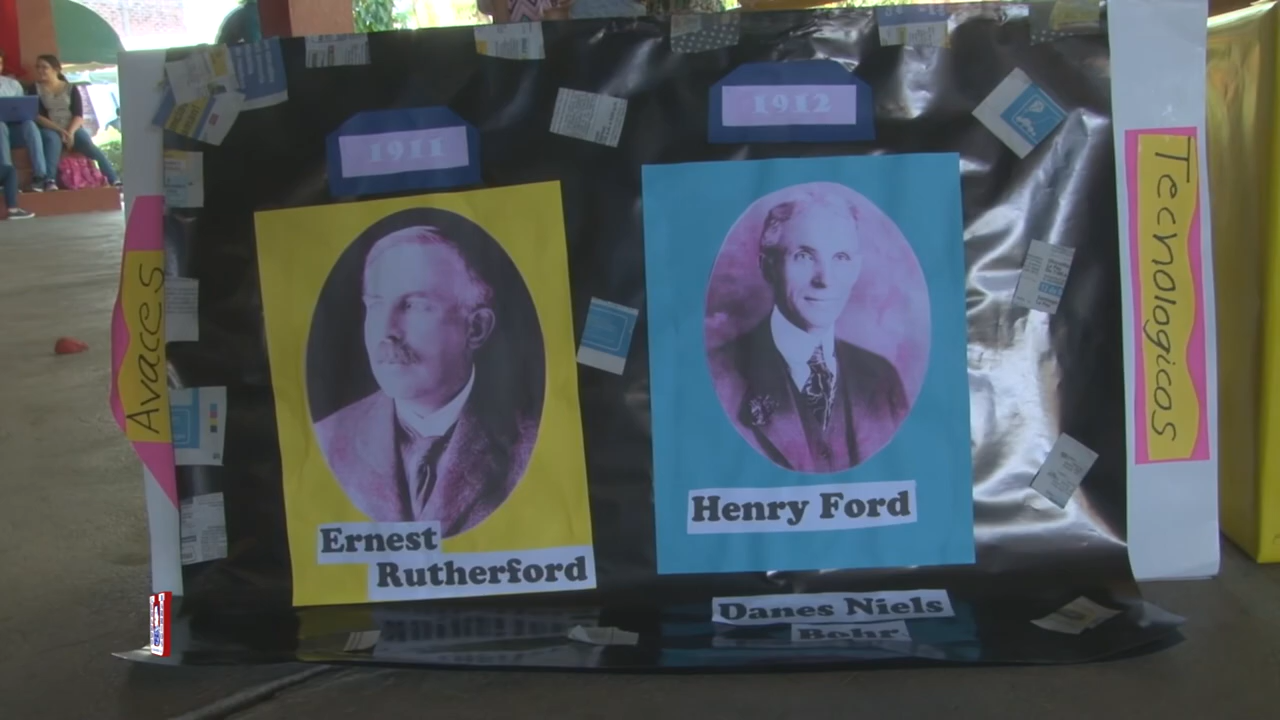 1911
1912
Avaces
Tecnologicos
Ernest
Rutherford
Henry Ford
Danes Niels
Bohr